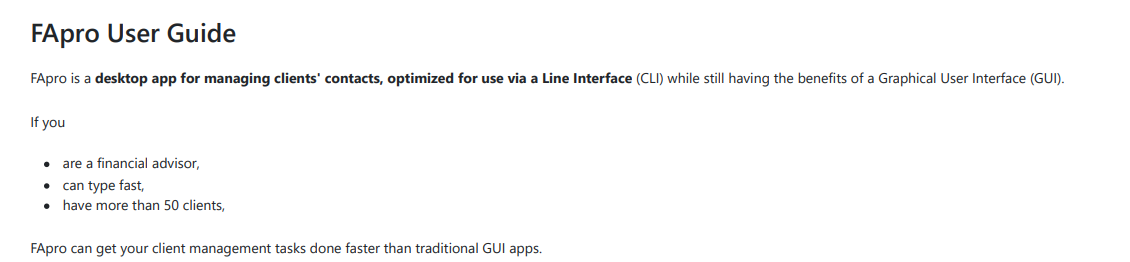 FApro User Guide
FApro is a desktop app for managing clients' contacts, optimized for use via a Line Interface (CLI) while still having the benefits of a Graphical User Interface (GUI).
If you
• are a financial advisor,
• can type fast,
• have more than 50 clients,
FApro can get your client management tasks done faster than traditional GUI apps.